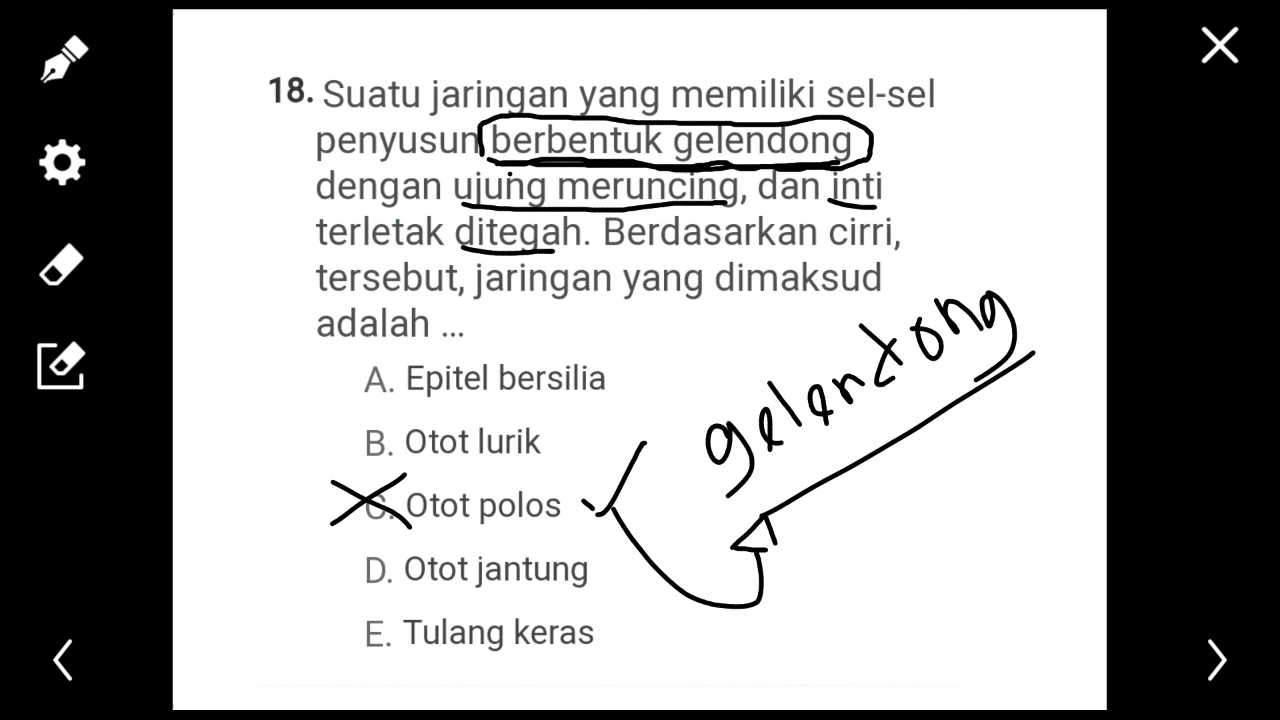 18. Suatu jaringan yang memiliki sel-sel
penyusun berbentuk gelendong
dengan ujung meruncing, dan inti
terletak ditegah. Berdasarkan cirri,
tersebut, jaringan yang dimaksud
adalah ...
A. Epitel bersilia
B. Otot lurik
C. Otot polos
D. Otot jantung
E. Tulang keras
gelendong